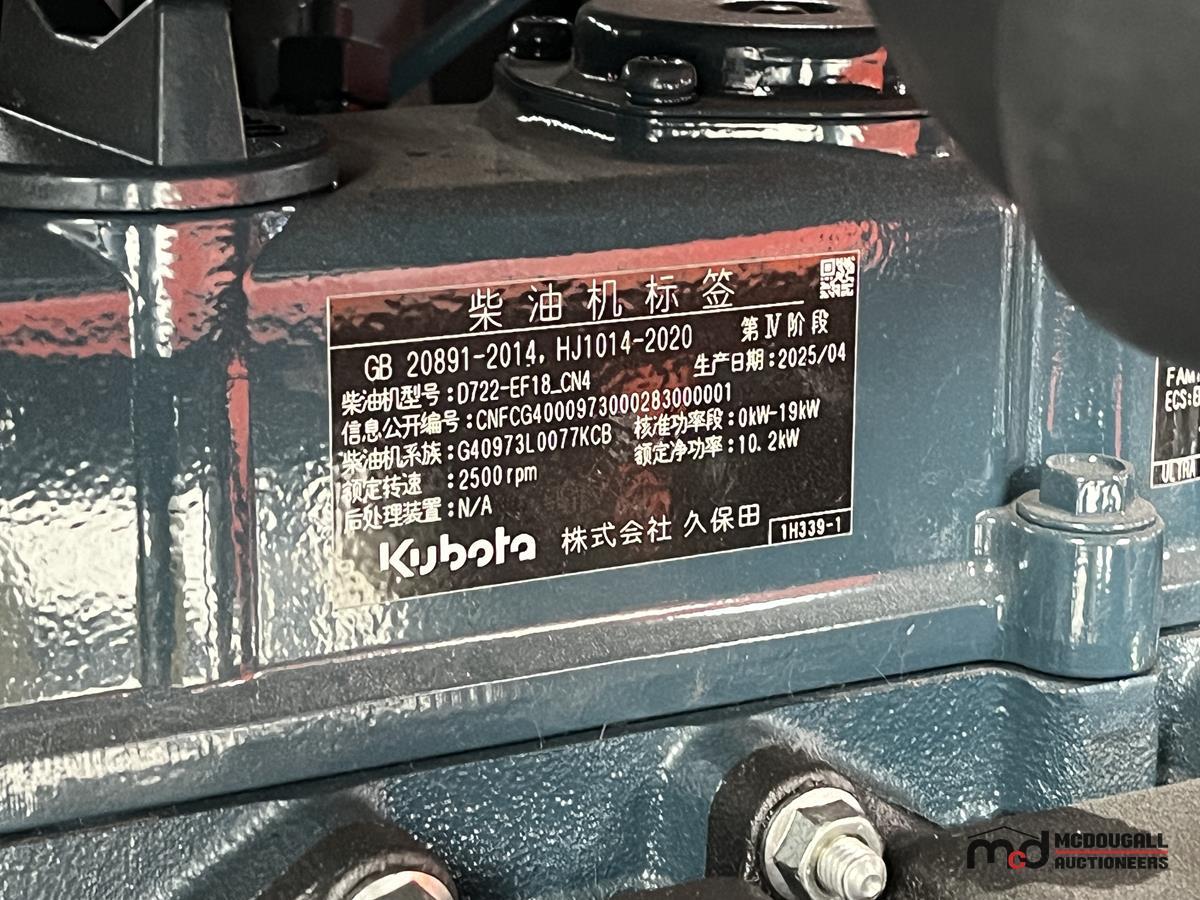 柴油机标签
GB 20891-2014, HJ1014-2020 第Ⅳ阶段
柴油机型号:D722-EF18_CN4 生产日期:2025/04
信息公开编号:CNFCG40009730002830000001
柴油机系族:G40973L0077KCB 核准功率段:0kW-19kW
额定转速 :2500rpm 额定净功率:10.2kW
后处理装置:N/A
Kubota 株式会社 久保田 1H339-1
ULTRA
MCDOUGALL
mcd AUCTIONEERS